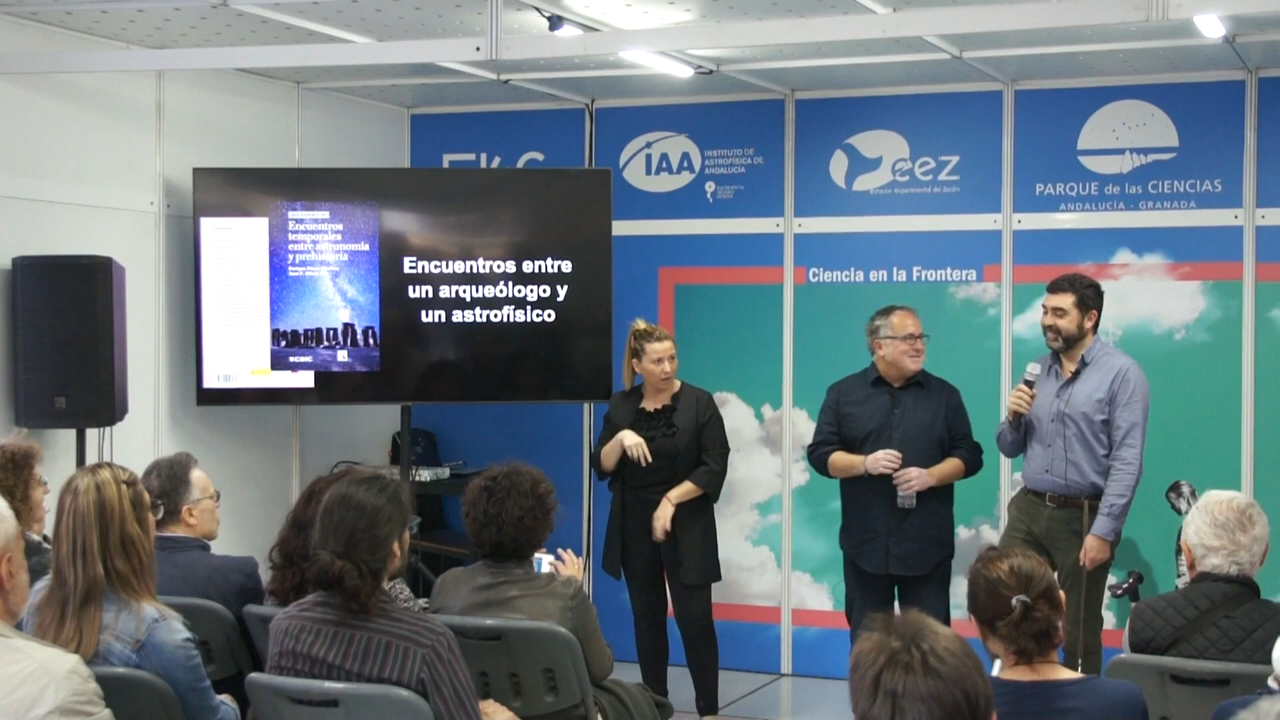 IAA
INSTITUTO DE
ASTROFÍSICA DE
ANDALUCÍA
eez
Estación Experimental del Zaidín
PARQUE de las CIENCIAS
ANDALUCÍA - GRANADA
Encuentros
temporales
entre astronomía
y prehistoria
CSIC
Encuentros entre
un arqueólogo y
un astrofísico
Ciencia en la Frontera